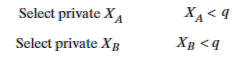 Select private X_A X_A < q
Select private X_B X_B < q